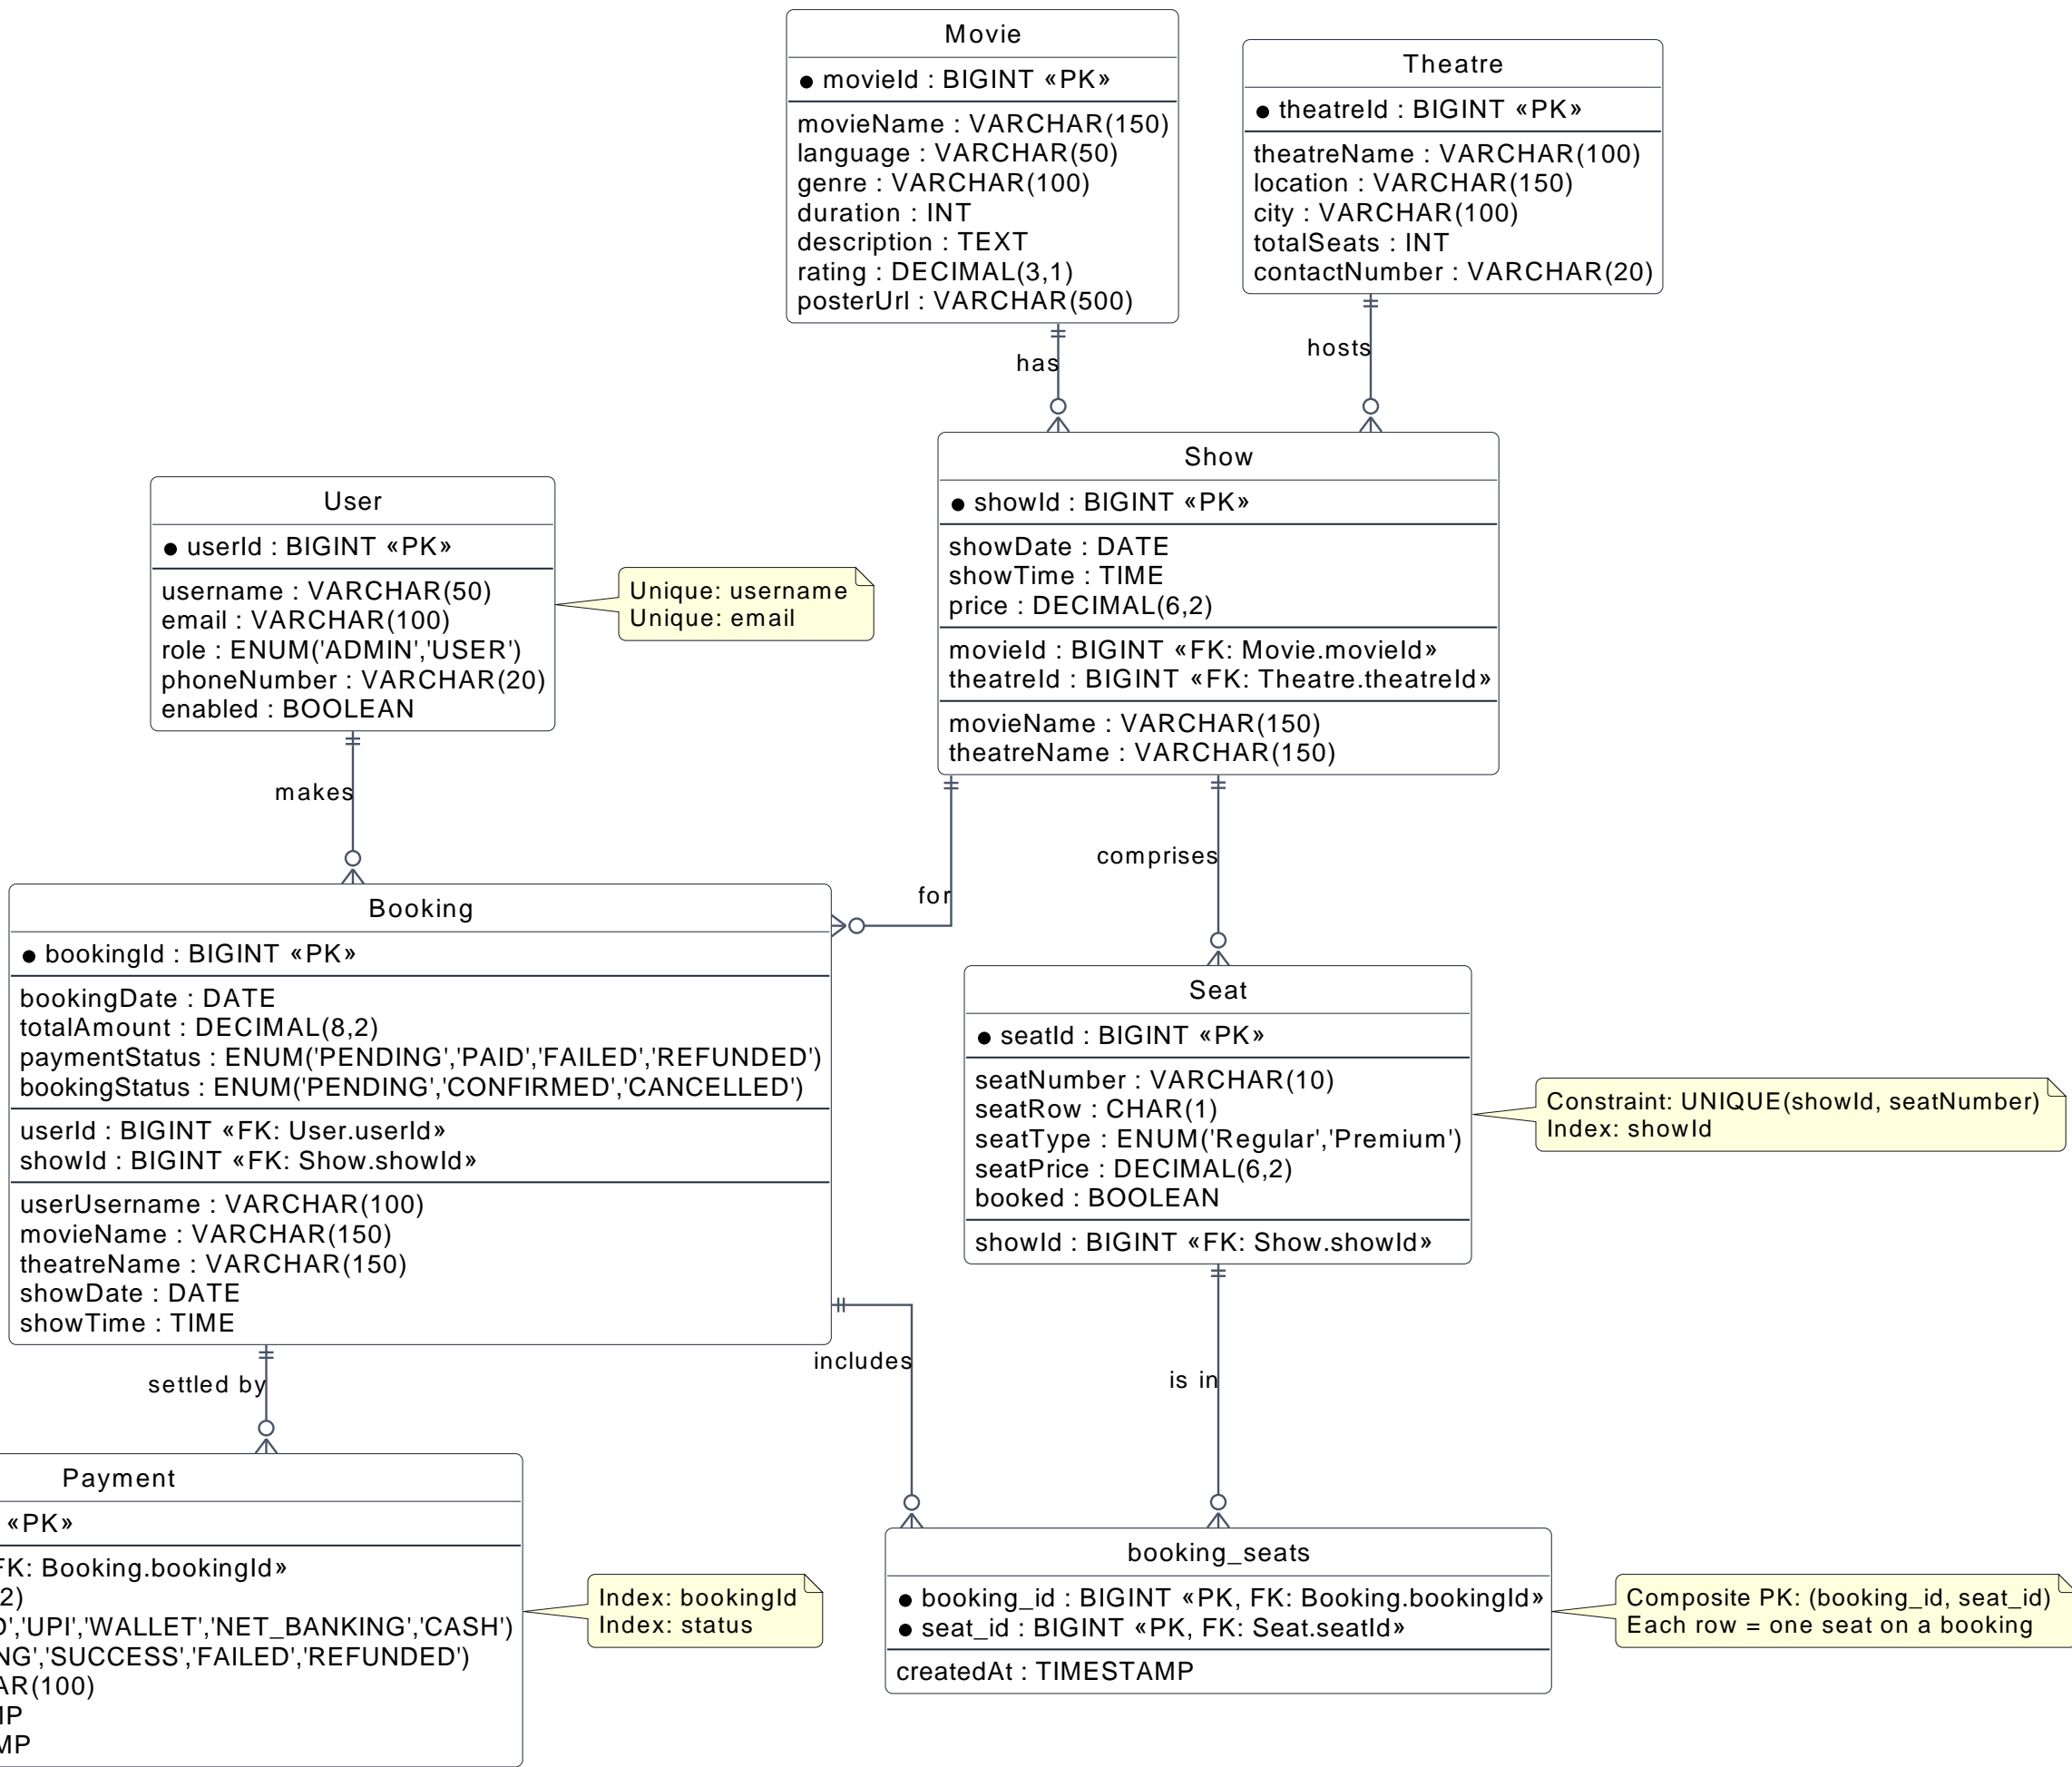 Movie
movieId : BIGINT «PK»
movieName : VARCHAR(150)
language : VARCHAR(50)
genre : VARCHAR(100)
duration : INT
description : TEXT
rating : DECIMAL(3,1)
posterUrl : VARCHAR(500)
Theatre
theatreId : BIGINT «PK»
theatreName : VARCHAR(100)
location : VARCHAR(150)
city : VARCHAR(100)
totalSeats : INT
contactNumber : VARCHAR(20)
has
hosts
Show
showId : BIGINT «PK»
showDate : DATE
showTime : TIME
price : DECIMAL(6,2)
movieId : BIGINT «FK: Movie.movieId»
theatreId : BIGINT «FK: Theatre.theatreId»
movieName : VARCHAR(150)
theatreName : VARCHAR(150)
User
userId : BIGINT «PK»
username : VARCHAR(50)
email : VARCHAR(100)
role : ENUM('ADMIN','USER')
phoneNumber : VARCHAR(20)
enabled : BOOLEAN
Unique: username
Unique: email
makes
for
comprises
Booking
bookingId : BIGINT «PK»
bookingDate : DATE
totalAmount : DECIMAL(8,2)
paymentStatus : ENUM('PENDING','PAID','FAILED','REFUNDED')
bookingStatus : ENUM('PENDING','CONFIRMED','CANCELLED')
userId : BIGINT «FK: User.userId»
showId : BIGINT «FK: Show.showId»
userUsername : VARCHAR(100)
movieName : VARCHAR(150)
theatreName : VARCHAR(150)
showDate : DATE
showTime : TIME
Seat
seatId : BIGINT «PK»
seatNumber : VARCHAR(10)
seatRow : CHAR(1)
seatType : ENUM('Regular','Premium')
seatPrice : DECIMAL(6,2)
booked : BOOLEAN
showId : BIGINT «FK: Show.showId»
Constraint: UNIQUE(showId, seatNumber)
Index: showId
settled by
includes
is in
Payment
«PK»
FK: Booking.bookingId»
2)
D','UPI','WALLET','NET_BANKING','CASH')
NG','SUCCESS','FAILED','REFUNDED')
AR(100)
MP
MP
Index: bookingId
Index: status
booking_seats
booking_id : BIGINT «PK, FK: Booking.bookingId»
seat_id : BIGINT «PK, FK: Seat.seatId»
createdAt : TIMESTAMP
Composite PK: (booking_id, seat_id)
Each row = one seat on a booking